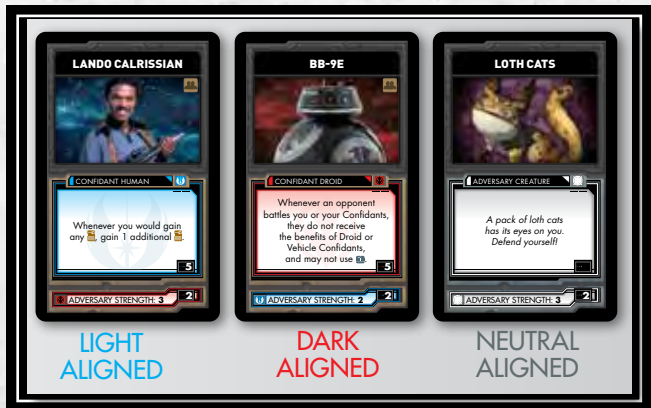 LANDO CALRISSIAN
CONFIDANT HUMAN
Whenever you would gain
any , gain 1 additional .
5
ADVERSARY STRENGTH: 3
2
LIGHT
ALIGNED
BB-9E
CONFIDANT DROID
Whenever an opponent
battles you or your Confidants,
they do not receive
the benefits of Droid or
Vehicle Confidants,
and may not use .
5
ADVERSARY STRENGTH: 2
2
DARK
ALIGNED
LOTH CATS
ADVERSARY CREATURE
A pack of loth cats
has its eyes on you.
Defend yourself!
ADVERSARY STRENGTH: 3
2
NEUTRAL
ALIGNED